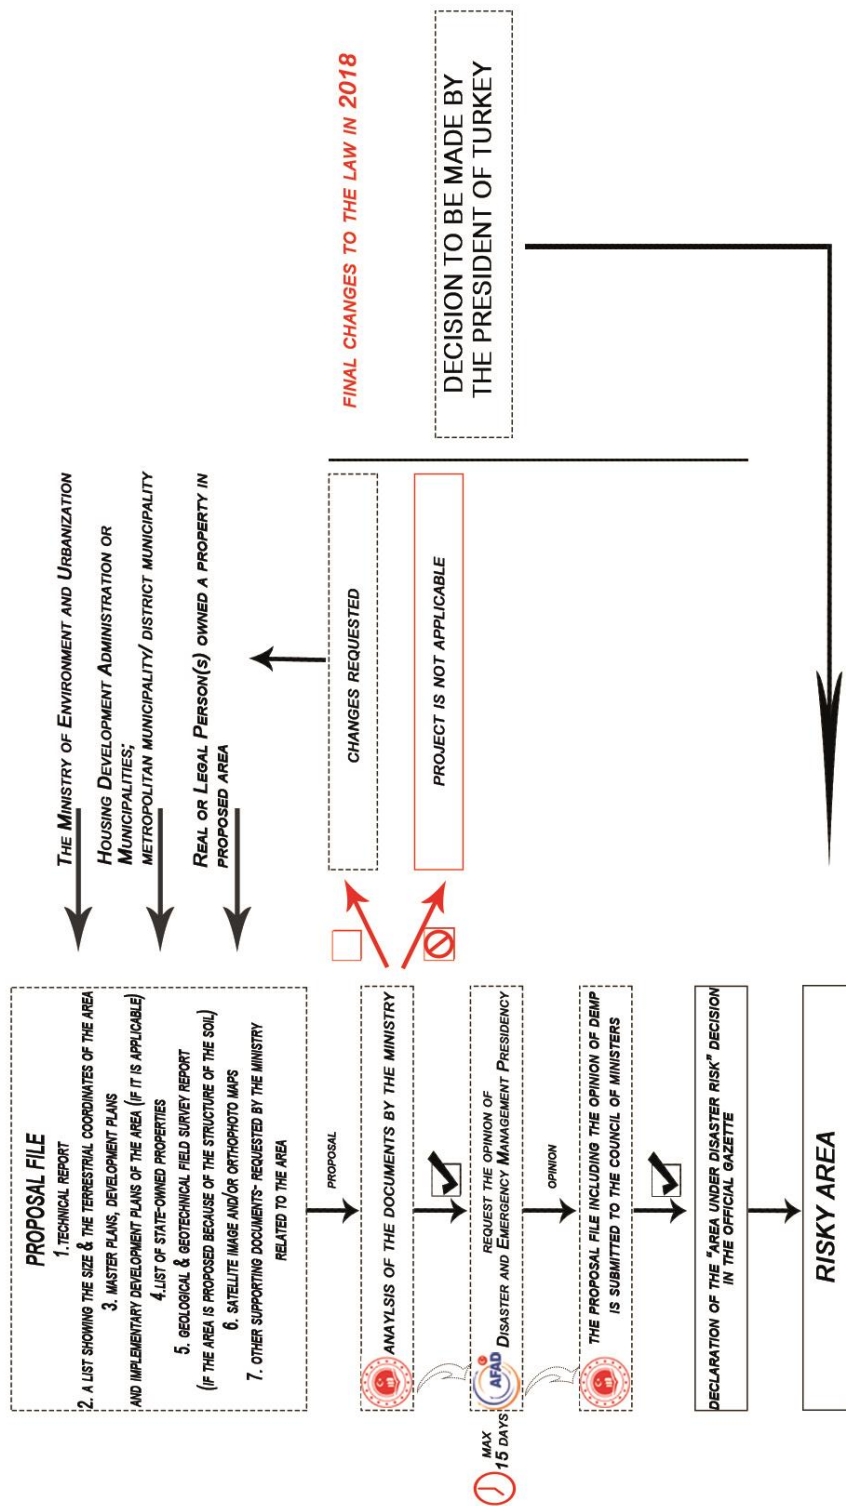 PROPOSAL FILE
1.TECHNICAL REPORT
2. A LIST SHOWING THE SIZE & THE TERRESTRIAL COORDINATES OF THE AREA
3. MASTER PLANS, DEVELOPMENT PLANS
AND IMPLEMENTARY DEVELOPMENT PLANS OF THE AREA (IF IT IS APPLICABLE)
4.LIST OF STATE-OWNED PROPERTIES
5. GEOLOGICAL & GEOTECHNICAL FIELD SURVEY REPORT
(IF THE AREA IS PROPOSED BECAUSE OF THE STRUCTURE OF THE SOIL)
6. SATELLITE IMAGE AND/OR ORTHOPHOTO MAPS
7. OTHER SUPPORTING DOCUMENTS- REQUESTED BY THE MINISTRY
RELATED TO THE AREA
THE MINISTRY OF ENVIRONMENT AND URBANIZATION
HOUSING DEVELOPMENT ADMINISTRATION OR
MUNICIPALITIES;
METROPOLITAN MUNICIPALITY/ DISTRICT MUNICIPALITY
REAL OR LEGAL PERSON(S) OWNED A PROPERTY IN
PROPOSED AREA
PROPOSAL
ANAYLSIS OF THE DOCUMENTS BY THE MINISTRY
CHANGES REQUESTED
PROJECT IS NOT APPLICABLE
FINAL CHANGES TO THE LAW IN 2018
DECISION TO BE MADE BY
THE PRESIDENT OF TURKEY
MAX
15 DAYS
AFAD
REQUEST THE OPINION OF
DISASTER AND EMERGENCY MANAGEMENT PRESIDENCY
OPINION
THE PROPOSAL FILE INCLUDING THE OPINION OF DEMP
IS SUBMITTED TO THE COUNCIL OF MINISTERS
DECLARATION OF THE "AREA UNDER DISASTER RISK" DECISION
IN THE OFFICIAL GAZETTE
RISKY AREA